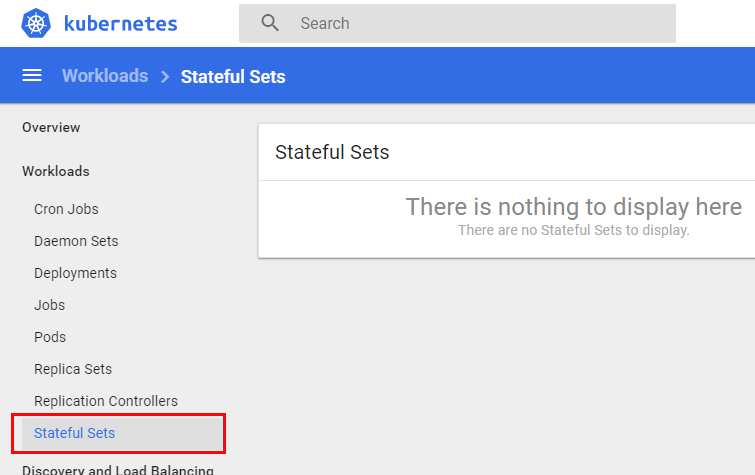 kubernetes
Search
Workloads > Stateful Sets
Overview
Stateful Sets
Workloads
There is nothing to display here
There are no Stateful Sets to display.
Cron Jobs
Daemon Sets
Deployments
Jobs
Pods
Replica Sets
Replication Controllers
Stateful Sets
Discovery and Load Balancing